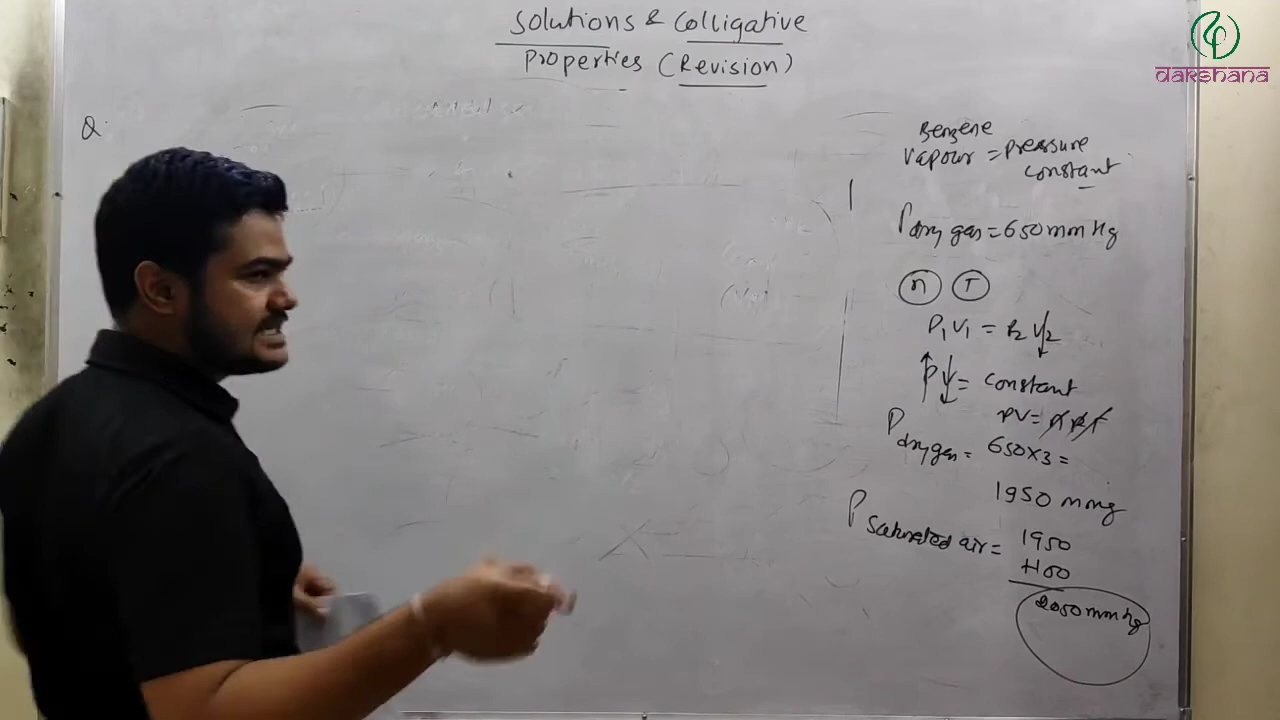 Solutions & Colligative
Properties (Revision)
dakshana
Q.
Benzene
vapour = pressure
constant
P dry gas = 650 mm Hg
n T
P₁V₁ = P₂V₂
PV = constant
PV = nRT
P dry gas = 650 × 3 =
1950 mmHg
P saturated air = 1950
+100
2050 mm Hg